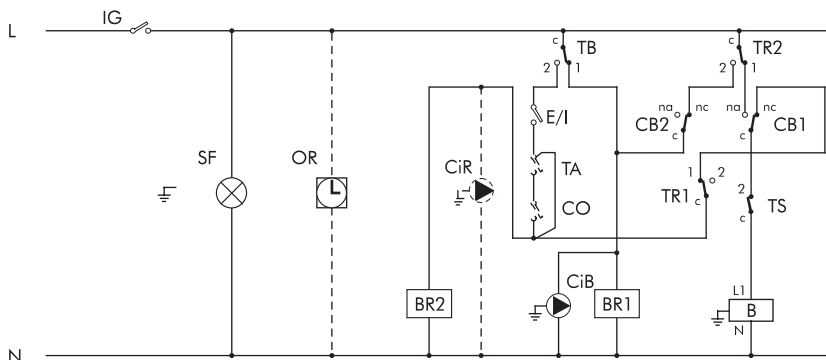 IG
L
c TB
2 1
c TR2
2 1
E/I
na nc
CB2
c
na nc
CB1
c
SF
OR
CiR
TA
CO
1 2
TR1
c
2
TS
c
CiB
BR2
BR1
L1
B
N
N